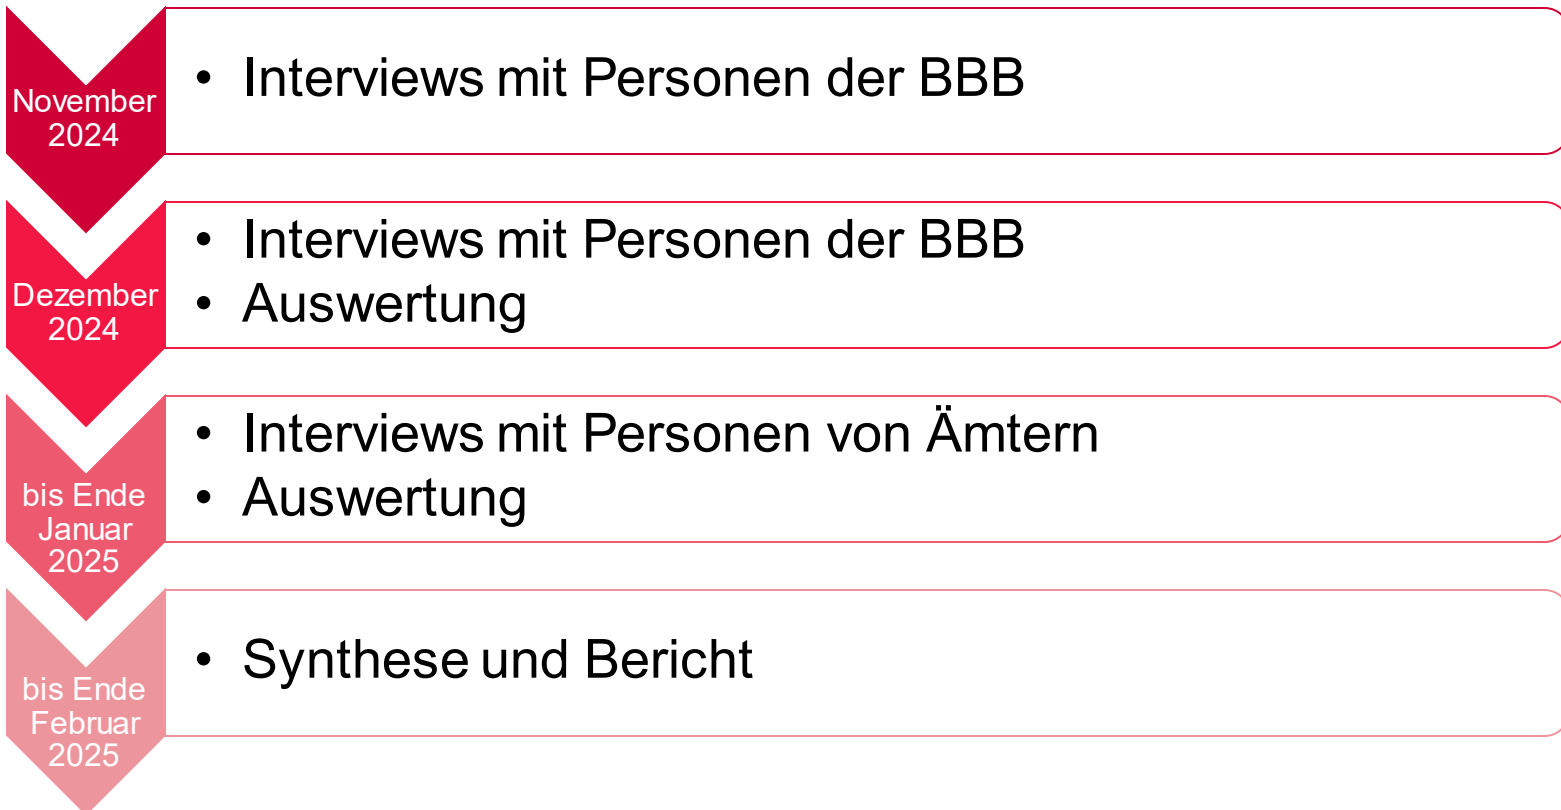 November
2024
• Interviews mit Personen der BBB
Dezember
2024
• Interviews mit Personen der BBB
• Auswertung
bis Ende
Januar
2025
• Interviews mit Personen von Ämtern
• Auswertung
bis Ende
Februar
2025
• Synthese und Bericht